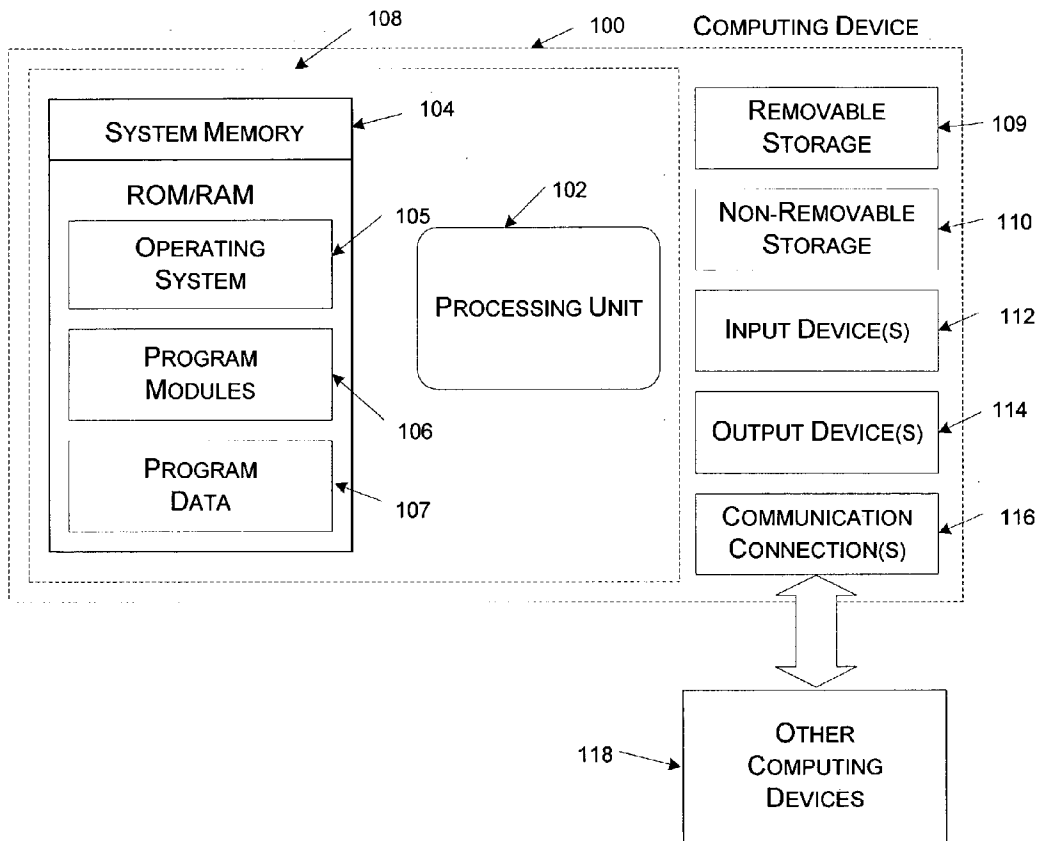 108
100
COMPUTING DEVICE
SYSTEM MEMORY
104
ROM/RAM
OPERATING
SYSTEM
105
PROGRAM
MODULES
106
PROGRAM
DATA
107
102
PROCESSING UNIT
REMOVABLE
STORAGE
109
NON-REMOVABLE
STORAGE
110
INPUT DEVICE(S)
112
OUTPUT DEVICE(S)
114
COMMUNICATION
CONNECTION(S)
116
118
OTHER
COMPUTING
DEVICES